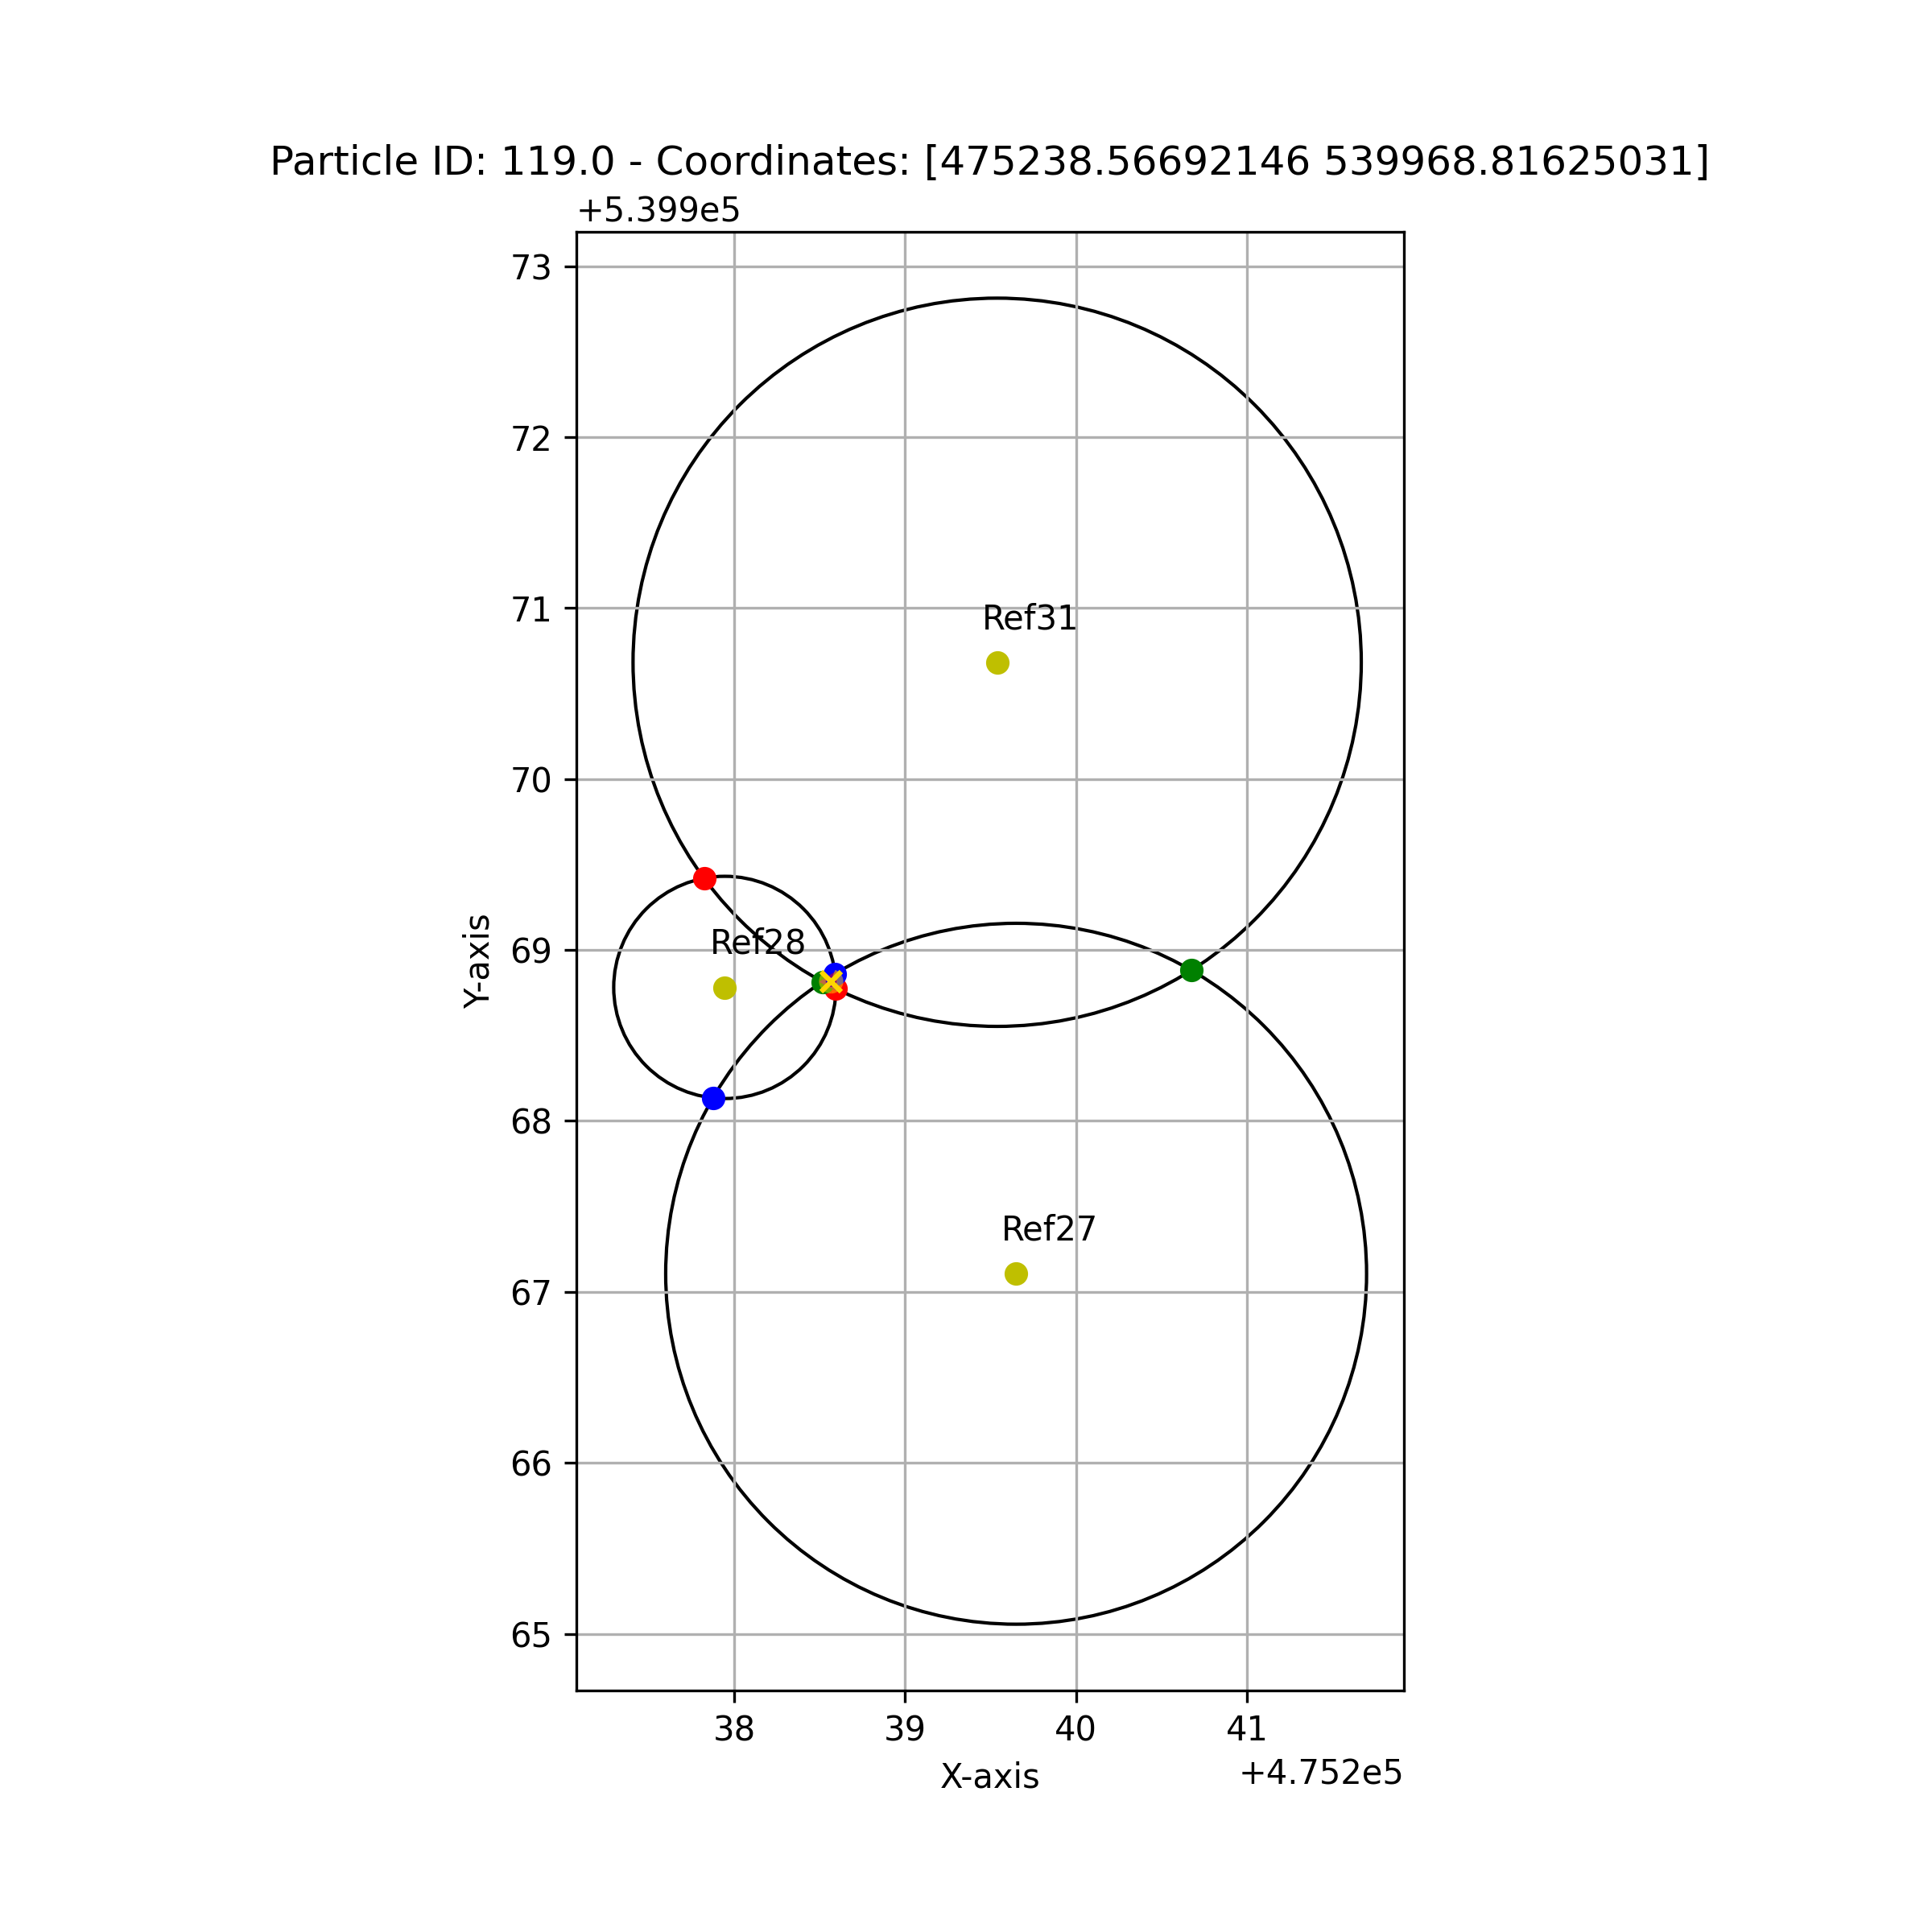 Particle ID: 119.0 - Coordinates: [475238.56692146 539968.81625031]
+5.399e5
73
72
71
Ref31
70
69
Ref28
Y-axis
68
Ref27
67
66
65
38 39 40 41
X-axis
+4.752e5